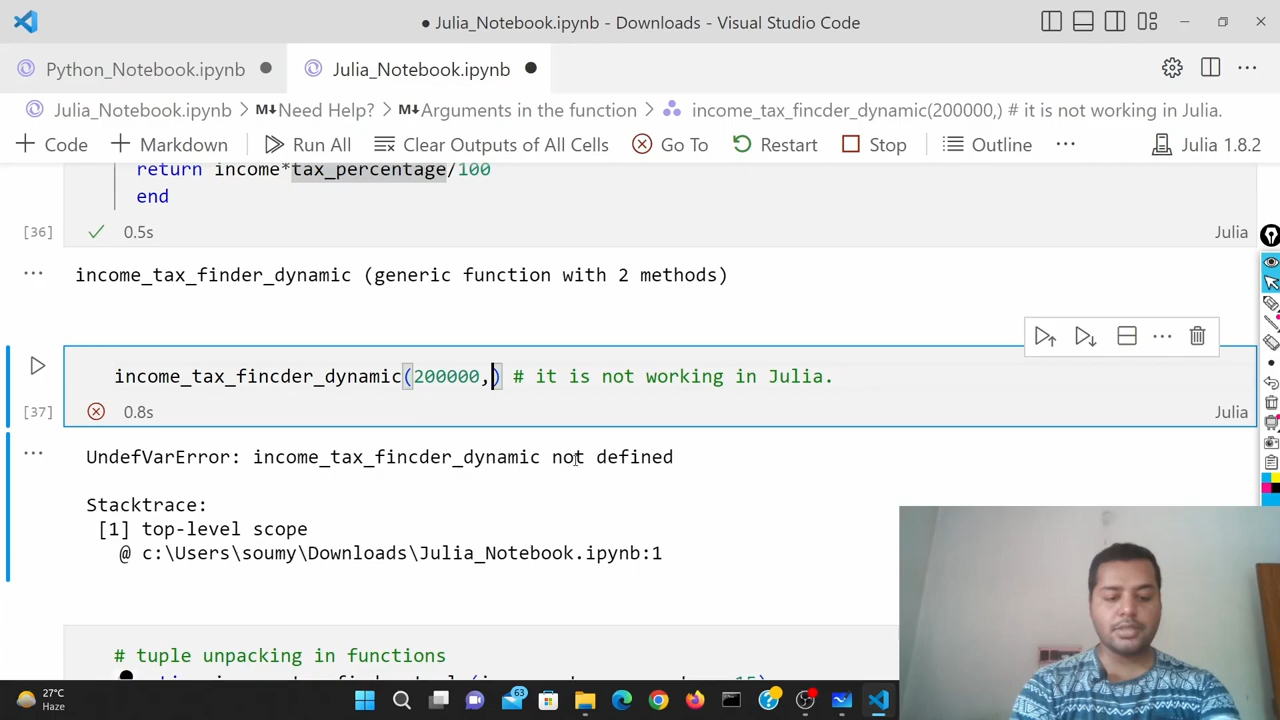 ● Julia_Notebook.ipynb - Downloads - Visual Studio Code
Python_Notebook.ipynb ●
Julia_Notebook.ipynb ●
Julia_Notebook.ipynb > M↓Need Help? > M↓Arguments in the function > income_tax_fincder_dynamic(200000,) # it is not working in Julia.
+ Code + Markdown Run All Clear Outputs of All Cells Go To Restart Stop Outline ··· Julia 1.8.2
return income*tax_percentage/100
end
[36] 0.5s Julia
income_tax_finder_dynamic (generic function with 2 methods)
income_tax_fincder_dynamic(200000,) # it is not working in Julia.
[37] 0.8s Julia
UndefVarError: income_tax_fincder_dynamic not defined
Stacktrace:
[1] top-level scope
@ c:\Users\soumy\Downloads\Julia_Notebook.ipynb:1
# tuple unpacking in functions
27°C
Haze
63